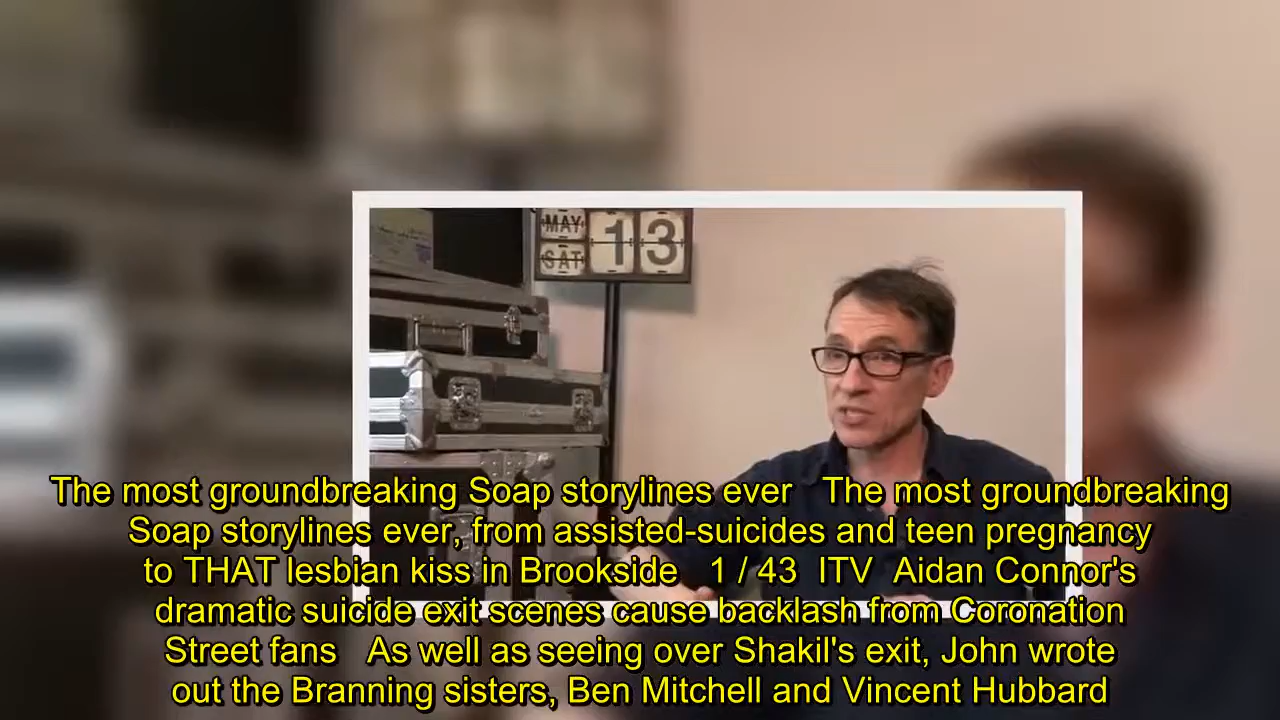 MAY 13
SAT
The most groundbreaking Soap storylines ever The most groundbreaking
Soap storylines ever, from assisted-suicides and teen pregnancy
to THAT lesbian kiss in Brookside 1 / 43 ITV Aidan Connor's
dramatic suicide exit scenes cause backlash from Coronation
Street fans As well as seeing over Shakil's exit, John wrote
out the Branning sisters, Ben Mitchell and Vincent Hubbard